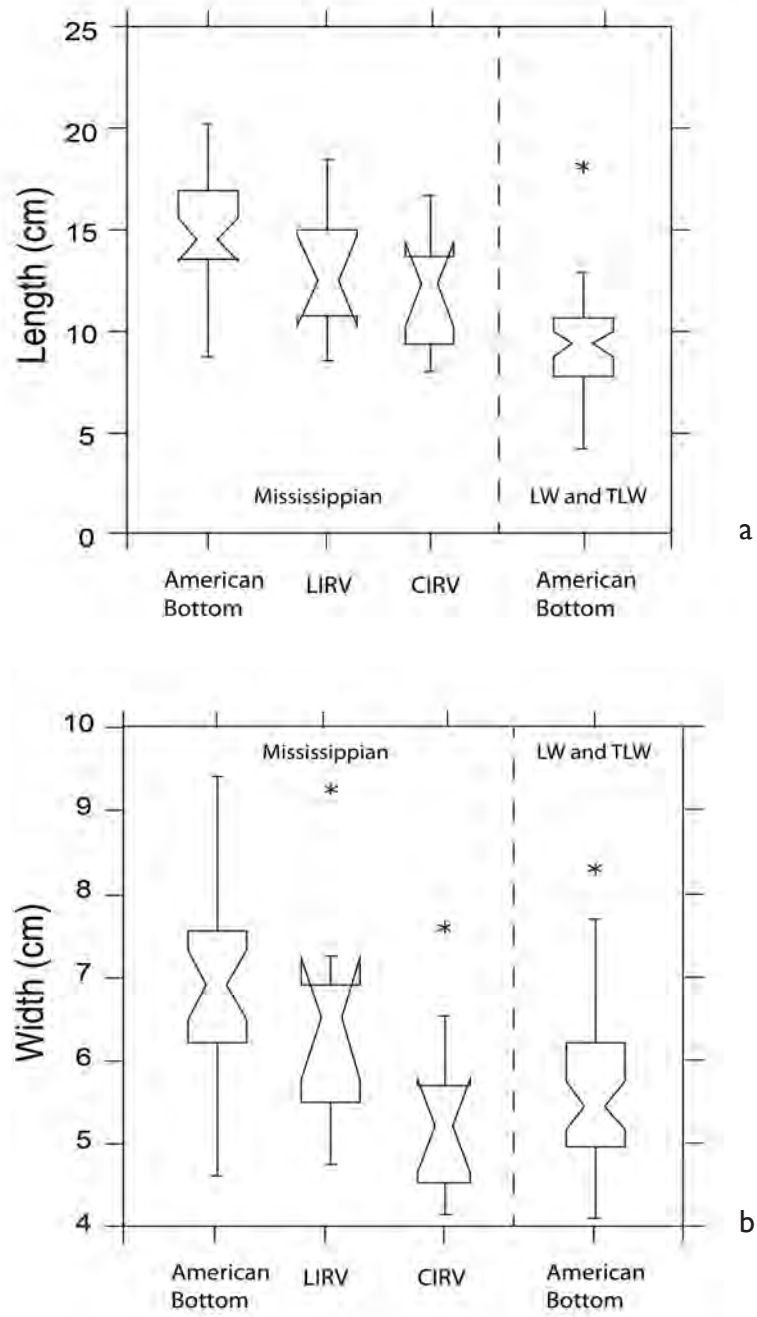 25
20
15
10
5
0
Length (cm)
*
Mississippian
LW and TLW
American
Bottom
LIRV
CIRV
American
Bottom
a
10
9
8
7
6
5
4
Width (cm)
Mississippian
LW and TLW
*
*
*
American
Bottom
LIRV
CIRV
American
Bottom
b